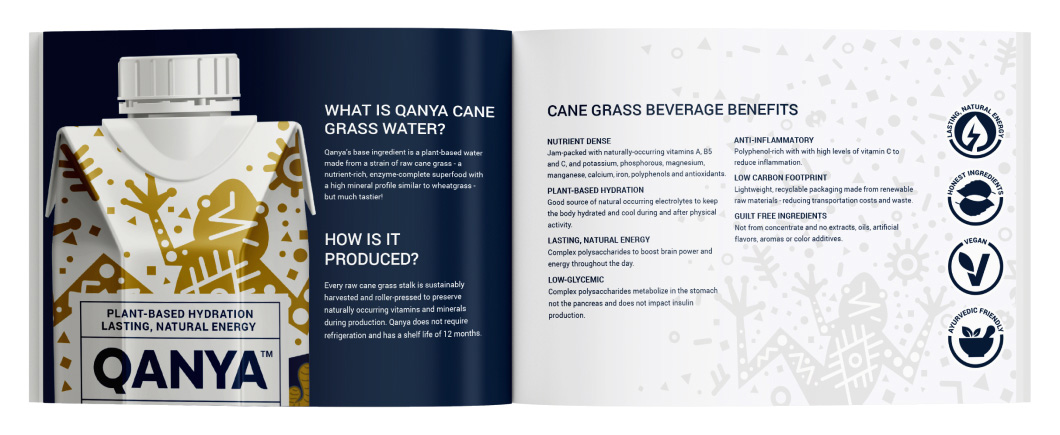 PLANT-BASED HYDRATION
LASTING, NATURAL ENERGY
QANYA™
WHAT IS QANYA CANE
GRASS WATER?
Qanya's base ingredient is a plant-based water
made from a strain of raw cane grass - a
nutrient-rich, enzyme-complete superfood with
a high mineral profile similar to wheatgrass -
but much tastier!
HOW IS IT
PRODUCED?
Every raw cane grass stalk is sustainably
harvested and roller-pressed to preserve
naturally occurring vitamins and minerals
during production. Qanya does not require
refrigeration and has a shelf life of 12 months.
CANE GRASS BEVERAGE BENEFITS
NUTRIENT DENSE
Jam-packed with naturally-occurring vitamins A, B5
and C, and potassium, phosphorous, magnesium,
manganese, calcium, iron, polyphenols and antioxidants.
PLANT-BASED HYDRATION
Good source of natural occurring electrolytes to keep
the body hydrated and cool during and after physical
activity.
LASTING, NATURAL ENERGY
Complex polysaccharides to boost brain power and
energy throughout the day.
LOW-GLYCEMIC
Complex polysaccharides metabolize in the stomach
not the pancreas and does not impact insulin
production.
ANTI-INFLAMMATORY
Polyphenol-rich with with high levels of vitamin C to
reduce inflammation.
LOW CARBON FOOTPRINT
Lightweight, recyclable packaging made from renewable
raw materials - reducing transportation costs and waste.
GUILT FREE INGREDIENTS
Not from concentrate and no extracts, oils, artificial
flavors, aromas or color additives.
LASTING, NATURAL ENERGY
HONEST INGREDIENTS
VEGAN
AYURVEDIC FRIENDLY